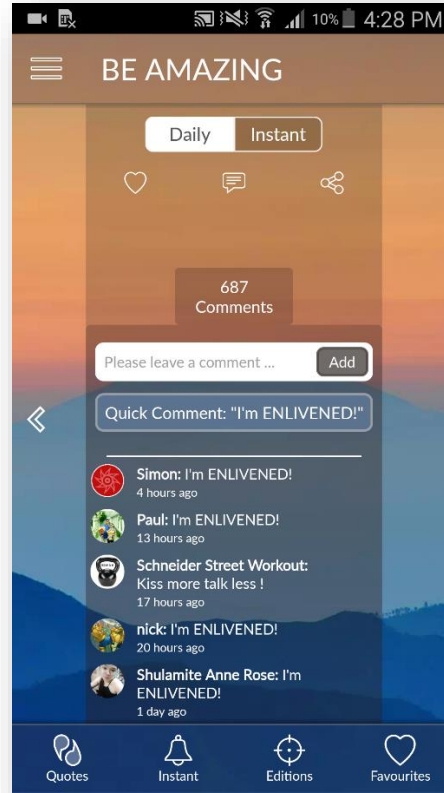 10% 4:28 PM
BE AMAZING
Daily Instant
687
Comments
Please leave a comment ... Add
Quick Comment: "I'm ENLIVENED!"
Simon: I'm ENLIVENED!
4 hours ago
Paul: I'm ENLIVENED!
13 hours ago
Schneider Street Workout:
Kiss more talk less !
17 hours ago
nick: I'm ENLIVENED!
20 hours ago
Shulamite Anne Rose: I'm
ENLIVENED!
1 day ago
Quotes Instant Editions Favourites